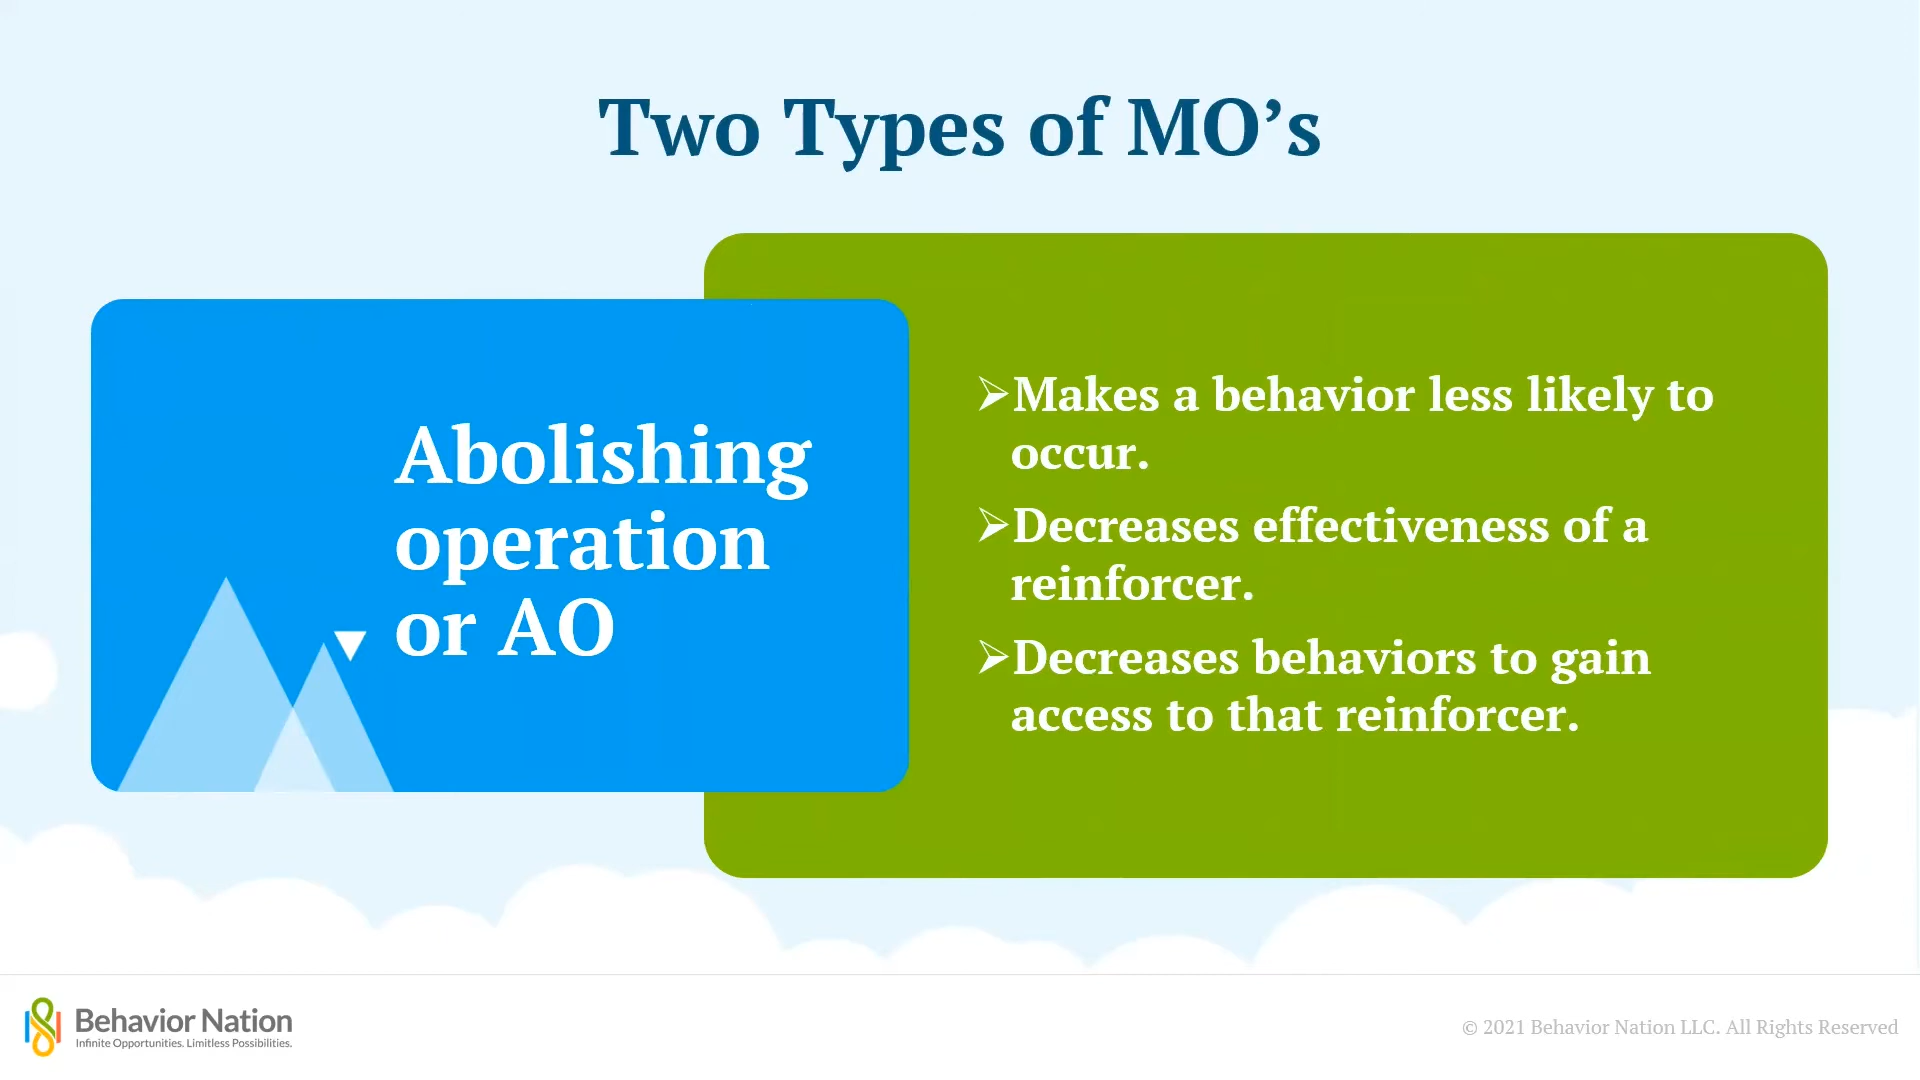 Two Types of MO’s
Abolishing
operation
or AO
➢Makes a behavior less likely to
occur.
➢Decreases effectiveness of a
reinforcer.
➢Decreases behaviors to gain
access to that reinforcer.
Behavior Nation
Infinite Opportunities. Limitless Possibilities.
© 2021 Behavior Nation LLC. All Rights Reserved